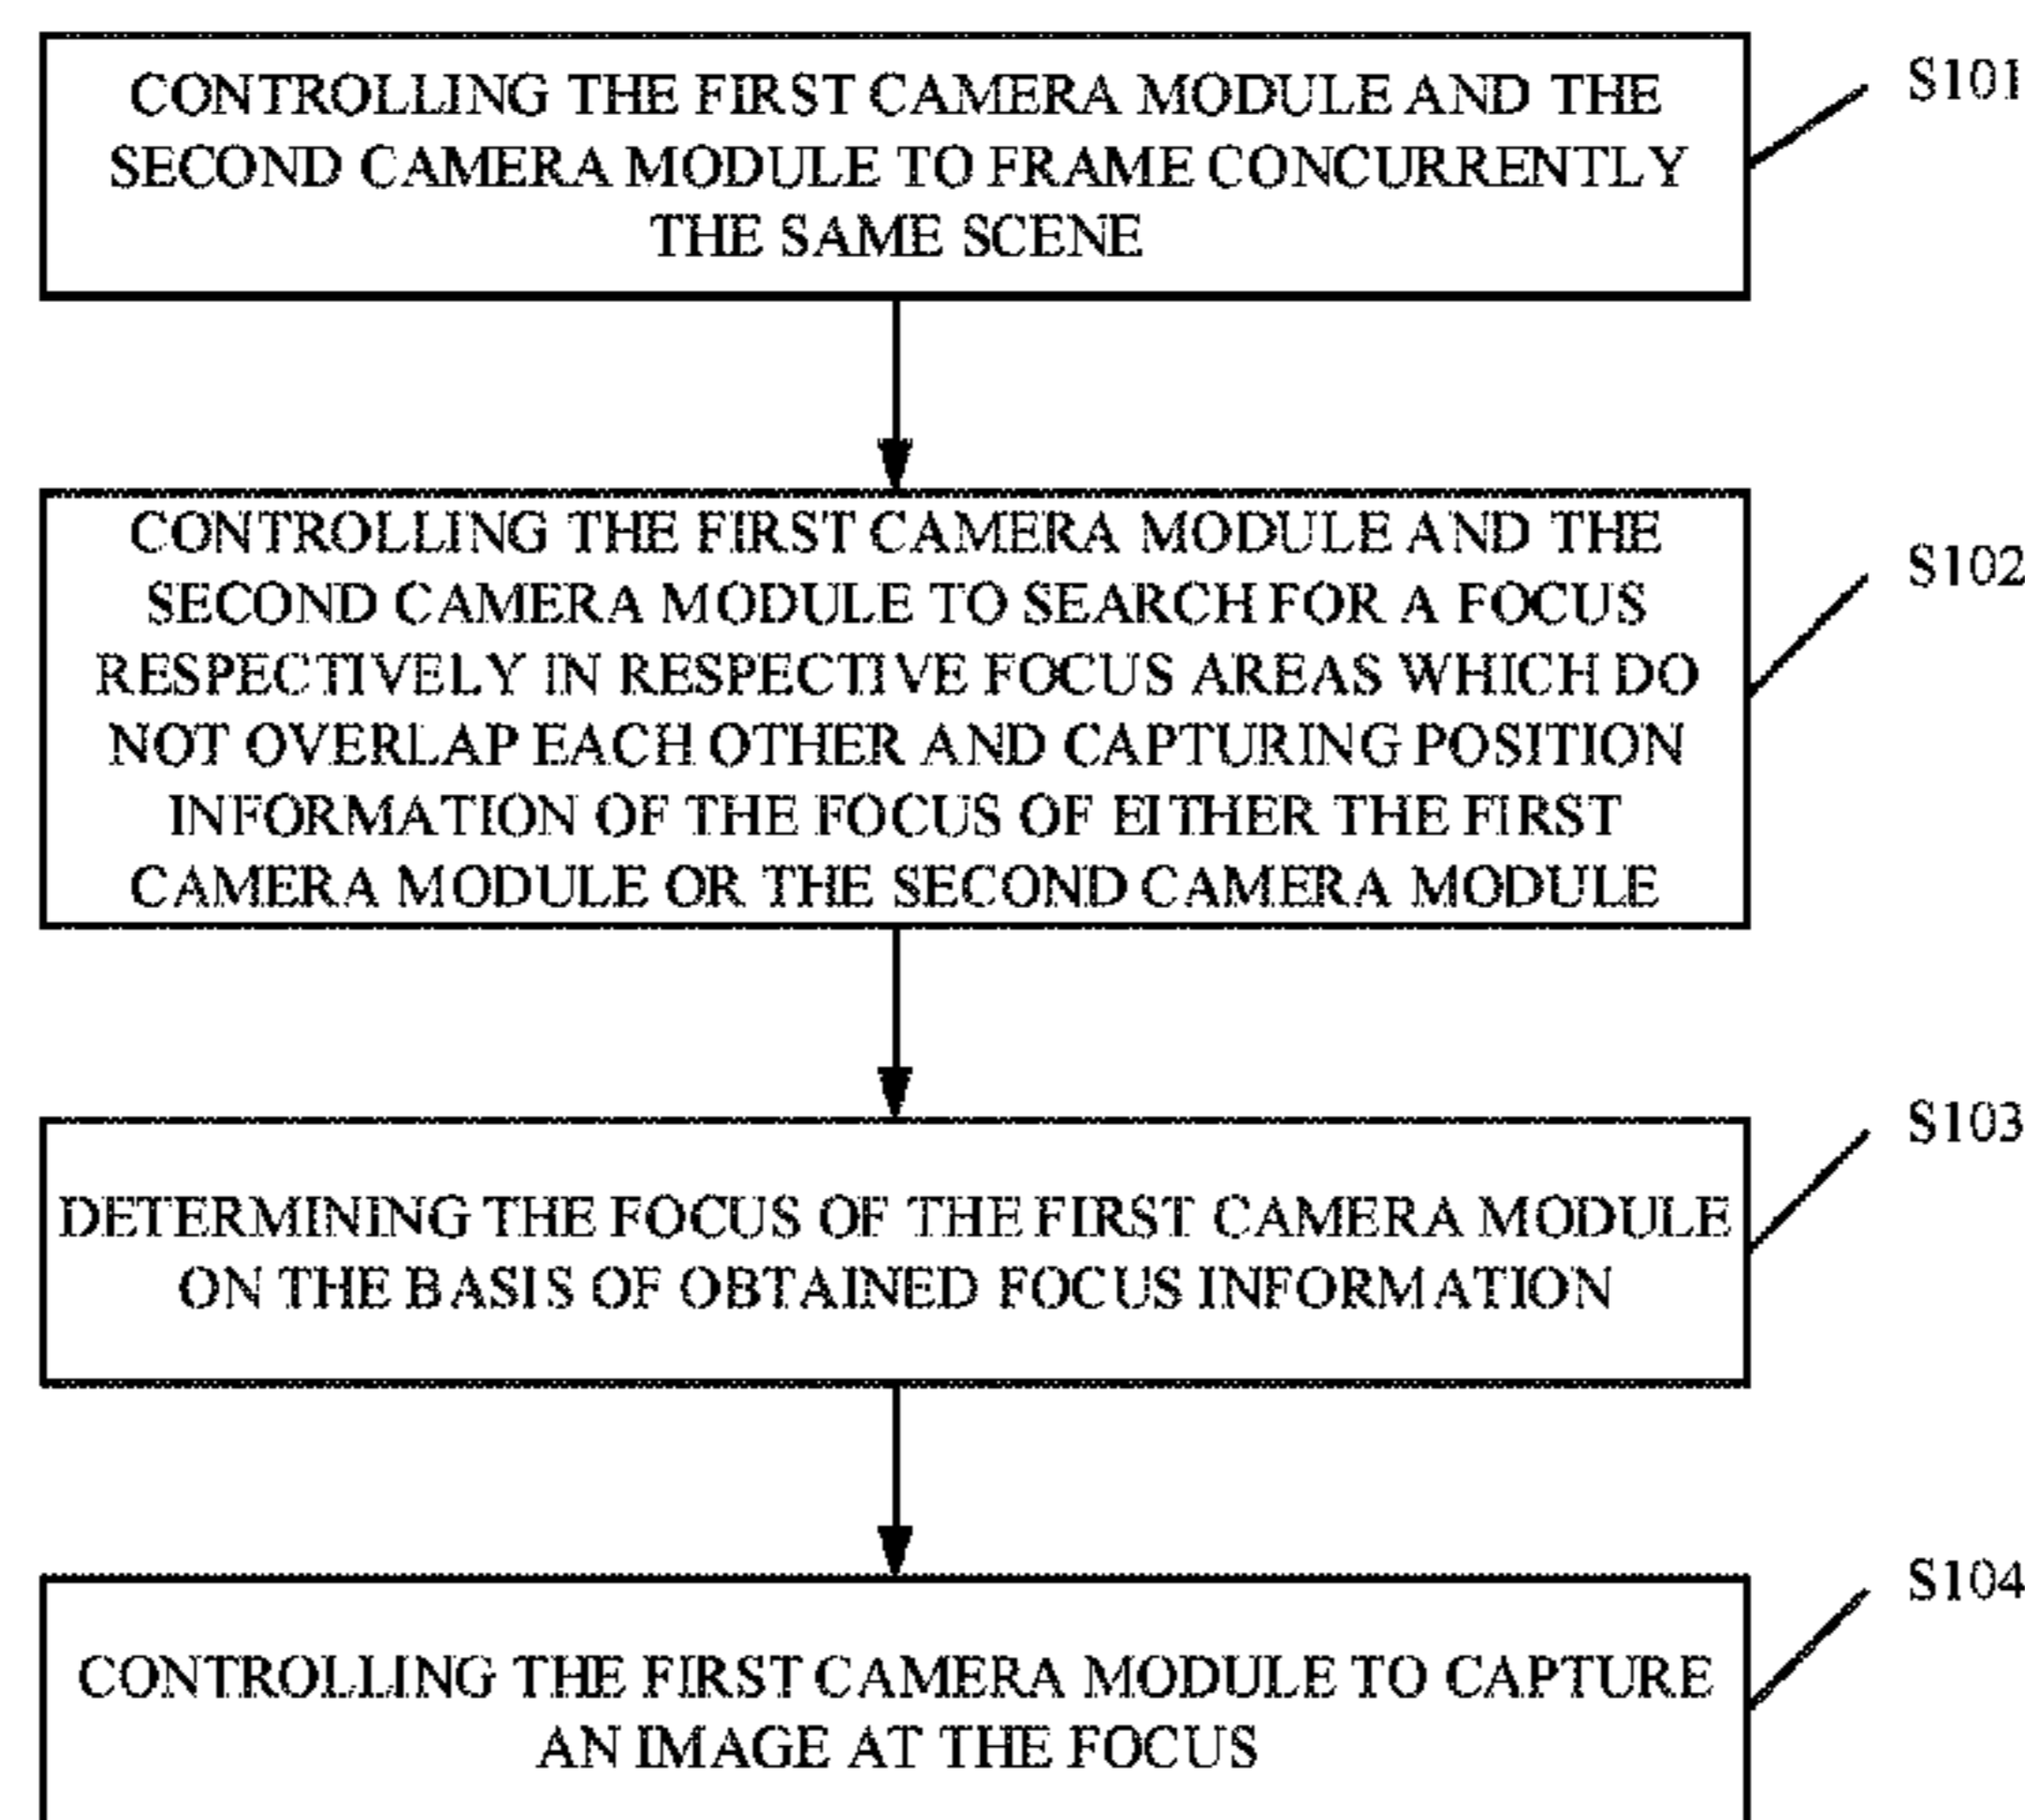 CONTROLLING THE FIRST CAMERA MODULE AND THE
SECOND CAMERA MODULE TO FRAME CONCURRENTLY
THE SAME SCENE
S101
CONTROLLING THE FIRST CAMERA MODULE AND THE
SECOND CAMERA MODULE TO SEARCH FOR A FOCUS
RESPECTIVELY IN RESPECTIVE FOCUS AREAS WHICH DO
NOT OVERLAP EACH OTHER AND CAPTURING POSITION
INFORMATION OF THE FOCUS OF EITHER THE FIRST
CAMERA MODULE OR THE SECOND CAMERA MODULE
S102
DETERMINING THE FOCUS OF THE FIRST CAMERA MODULE
ON THE BASIS OF OBTAINED FOCUS INFORMATION
S103
CONTROLLING THE FIRST CAMERA MODULE TO CAPTURE
AN IMAGE AT THE FOCUS
S104